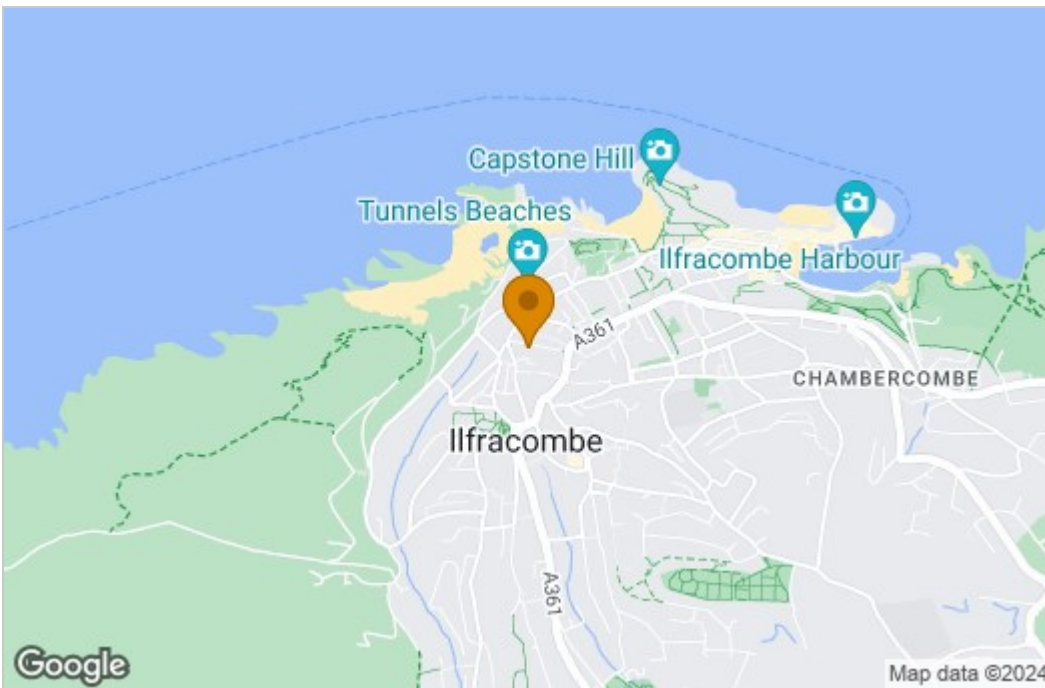 Capstone Hill
Tunnels Beaches
Ilfracombe Harbour
A361
CHAMBERCOMBE
Ilfracombe
A361
Google
Map data ©2024